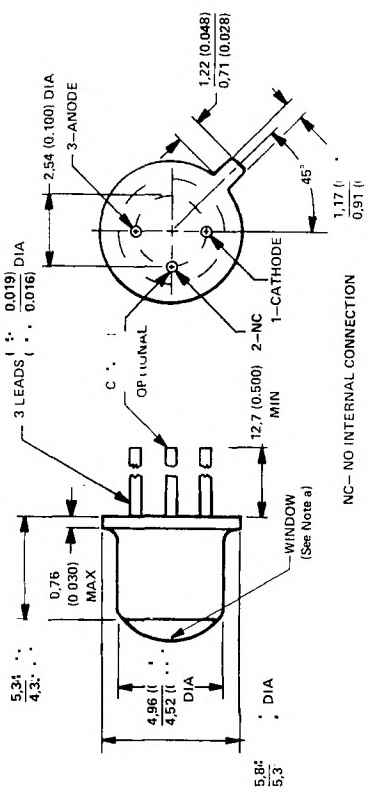 5,34
4,3
0,76
(0 030)
MAX
3 LEADS
0,019) DIA
0,016)
2,54 (0.100) DIA
3-ANODE
1,22 (0.048)
0,71 (0.028)
OPTIONAL
12,7 (0.500)
MIN
2-NC
1-CATHODE
45°
1,17 (
0,91 (
WINDOW
(See Note a)
4,96 ((
4,52 ((
DIA
DIA
5,8
5,3
NC- NO INTERNAL CONNECTION